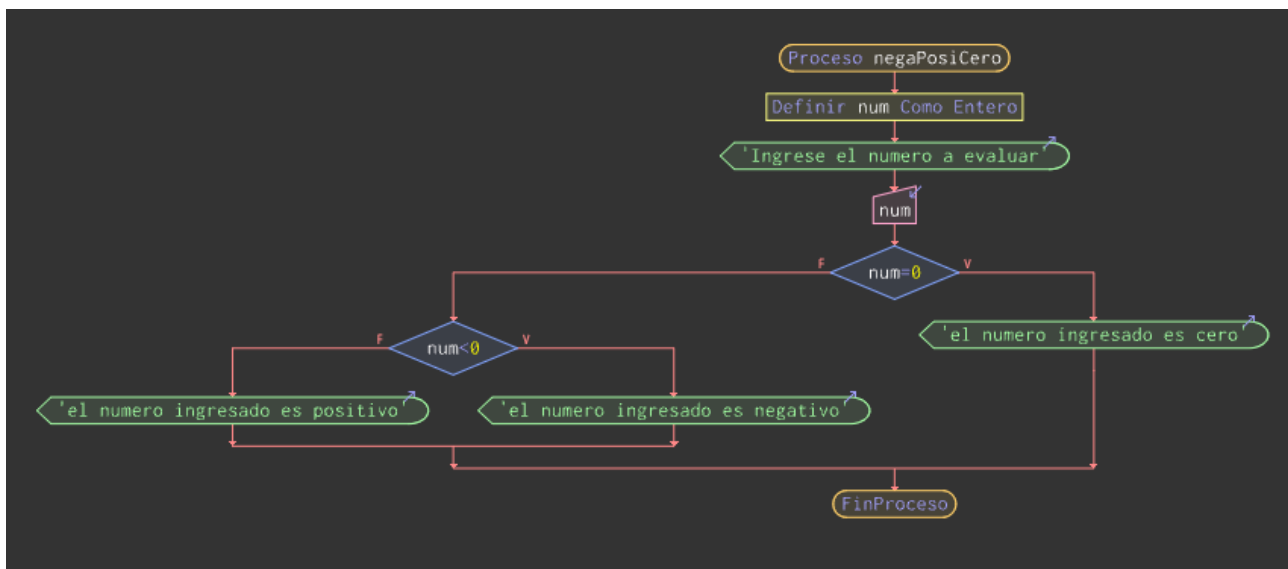 Proceso negaPosiCero
Definir num Como Entero
'Ingrese el numero a evaluar'
num
num=0
F
V
num<0
F
V
'el numero ingresado es cero'
'el numero ingresado es positivo'
'el numero ingresado es negativo'
FinProceso